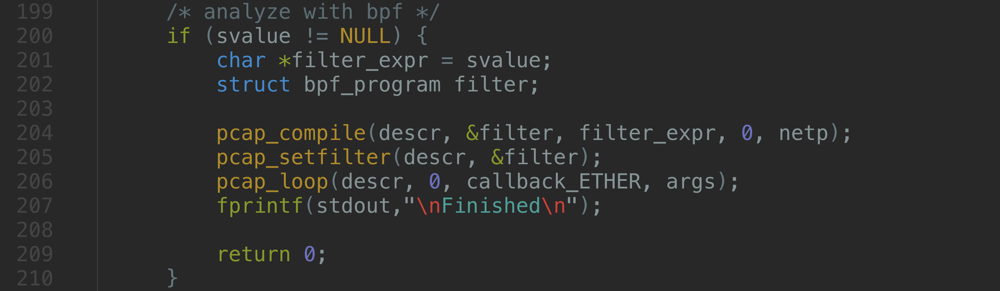 199 /* analyze with bpf */
200 if (svalue != NULL) {
201 char *filter_expr = svalue;
202 struct bpf_program filter;
203
204 pcap_compile(descr, &filter, filter_expr, 0, netp);
205 pcap_setfilter(descr, &filter);
206 pcap_loop(descr, 0, callback_ETHER, args);
207 fprintf(stdout,"\nFinished\n");
208
209 return 0;
210 }